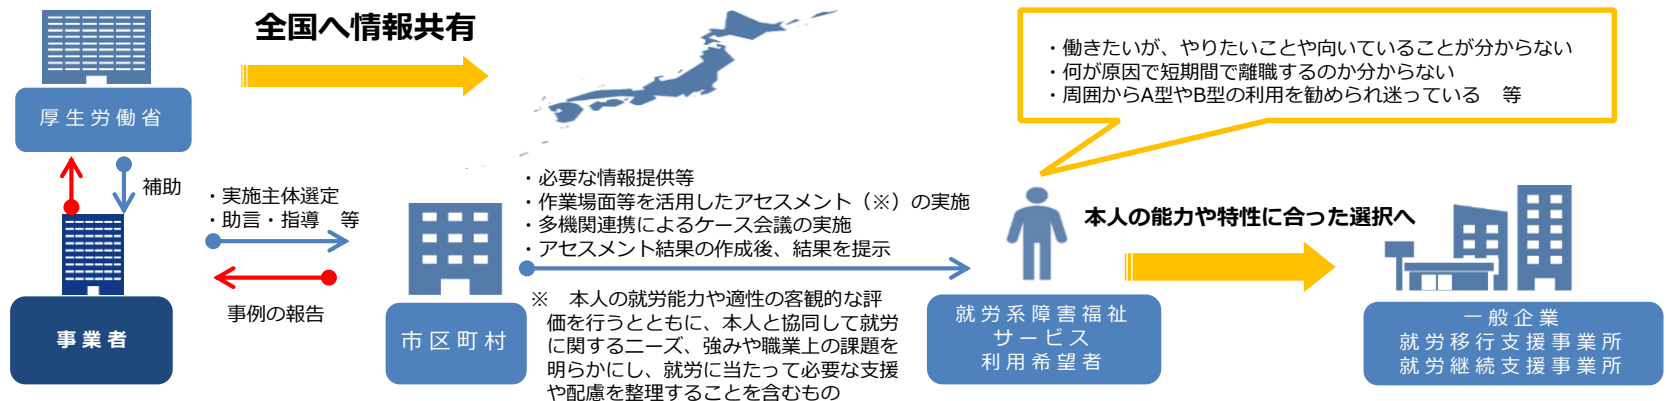 全国へ情報共有
厚生労働省
補助
・実施主体選定
・助言・指導　等
事例の報告
事業者
・必要な情報提供等
・作業場面等を活用したアセスメント（※）の実施
・多機関連携によるケース会議の実施
・アセスメント結果の作成後、結果を提示
市区町村
※　本人の就労能力や適性の客観的な評
価を行うとともに、本人と協同して就労
に関するニーズ、強みや職業上の課題を
明らかにし、就労に当たって必要な支援
や配慮を整理することを含むもの
・働きたいが、やりたいことや向いていることが分からない
・何が原因で短期間で離職するのか分からない
・周囲からA型やB型の利用を勧められ迷っている　等
就労系障害福祉
サービス
利用希望者
本人の能力や特性に合った選択へ
一般企業
就労移行支援事業所
就労継続支援事業所